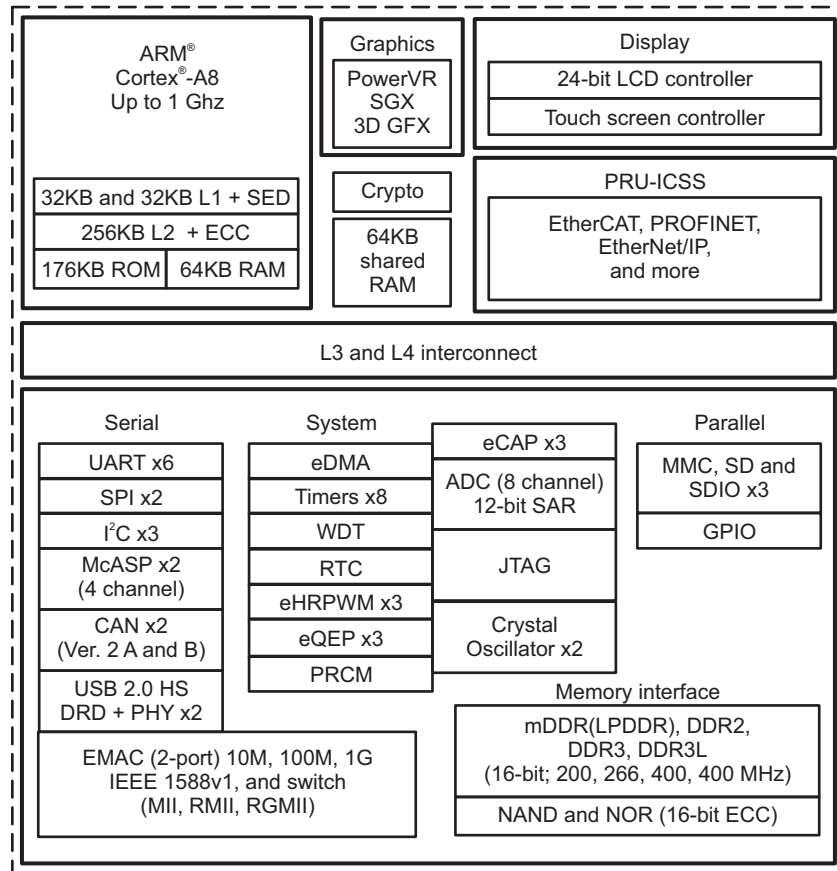 ARM®
Cortex®-A8
Up to 1 Ghz
32KB and 32KB L1 + SED
256KB L2 + ECC
176KB ROM
64KB RAM
Graphics
PowerVR
SGX
3D GFX
Crypto
64KB
shared
RAM
Display
24-bit LCD controller
Touch screen controller
PRU-ICSS
EtherCAT, PROFINET,
EtherNet/IP,
and more
L3 and L4 interconnect
Serial
UART x6
SPI x2
I²C x3
McASP x2
(4 channel)
CAN x2
(Ver. 2 A and B)
USB 2.0 HS
DRD + PHY x2
EMAC (2-port) 10M, 100M, 1G
IEEE 1588v1, and switch
(MII, RMII, RGMII)
System
eDMA
Timers x8
WDT
RTC
eHRPWM x3
eQEP x3
PRCM
eCAP x3
ADC (8 channel)
12-bit SAR
JTAG
Crystal
Oscillator x2
Parallel
MMC, SD and
SDIO x3
GPIO
Memory interface
mDDR(LPDDR), DDR2,
DDR3, DDR3L
(16-bit; 200, 266, 400, 400 MHz)
NAND and NOR (16-bit ECC)